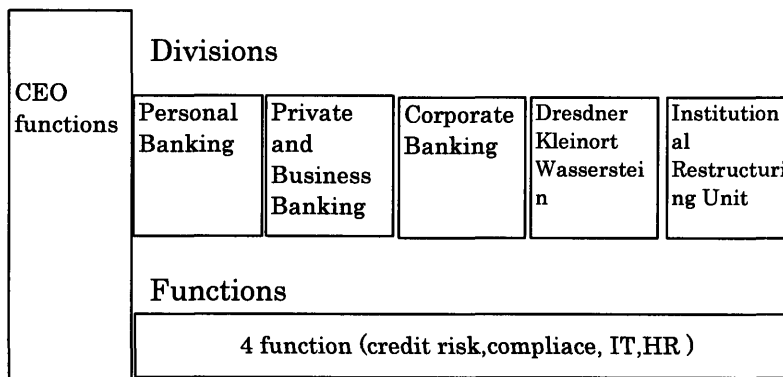 Divisions
CEO
functions
Personal
Banking
Private
and
Business
Banking
Corporate
Banking
Dresdner
Kleinort
Wasserstei
n
Institution
al
Restructuri
ng Unit
Functions
4 function (credit risk,compliace, IT,HR )